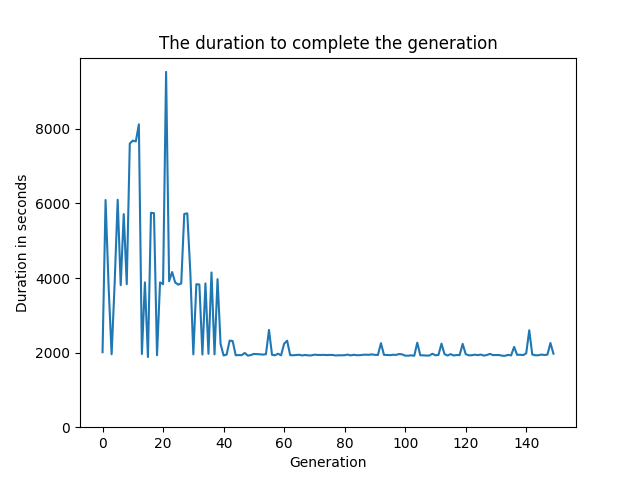 The duration to complete the generation
Duration in seconds
8000
6000
4000
2000
0
0 20 40 60 80 100 120 140
Generation